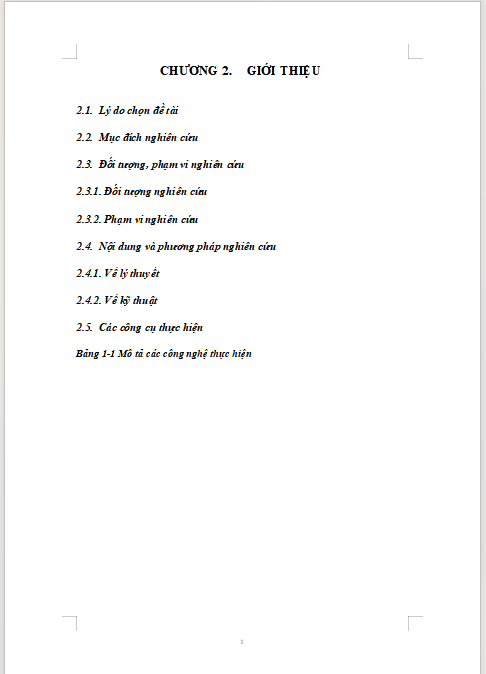 CHƯƠNG 2. GIỚI THIỆU
2.1. Lý do chọn đề tài
2.2. Mục đích nghiên cứu
2.3. Đối tượng, phạm vi nghiên cứu
2.3.1. Đối tượng nghiên cứu
2.3.2. Phạm vi nghiên cứu
2.4. Nội dung và phương pháp nghiên cứu
2.4.1. Về lý thuyết
2.4.2. Về kỹ thuật
2.5. Các công cụ thực hiện
Bảng 1-1 Mô tả các công nghệ thực hiện
1